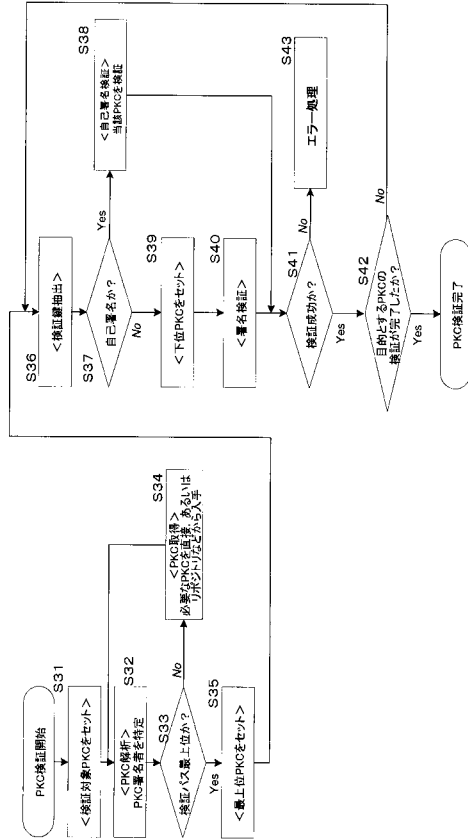 PKC検証開始
S31
<検証対象PKCをセット>
S32
<PKC解析>
PKC署名者を特定
S33
検証パス最上位か?
No
Yes
S34
<PKC取得>
必要なPKCを直接、あるいは
リポジトリなどから入手
S35
<最上位PKCをセット>
S36
<検証鍵抽出>
S37
自己署名か?
Yes
No
S38
<自己署名検証>
当該PKCを検証
S39
<下位PKCをセット>
S40
<署名検証>
S41
検証成功か?
No
Yes
S43
エラー処理
S42
目的とするPKCの
検証が完了したか?
No
Yes
PKC検証完了